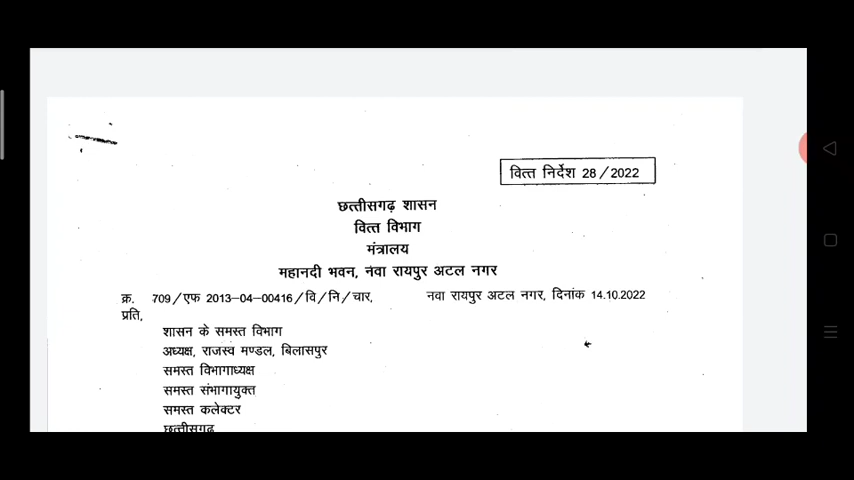 वित्त निर्देश 28/2022
छत्तीसगढ़ शासन
वित्त विभाग
मंत्रालय
महानदी भवन, नवा रायपुर अटल नगर
क्र. 709/एफ 2013-04-00416/वि/नि/चार, नवा रायपुर अटल नगर, दिनांक 14.10.2022
प्रति,
शासन के समस्त विभाग
अध्यक्ष, राजस्व मण्डल, बिलासपुर
समस्त विभागाध्यक्ष
समस्त संभागायुक्त
समस्त कलेक्टर
छत्तीसगढ़